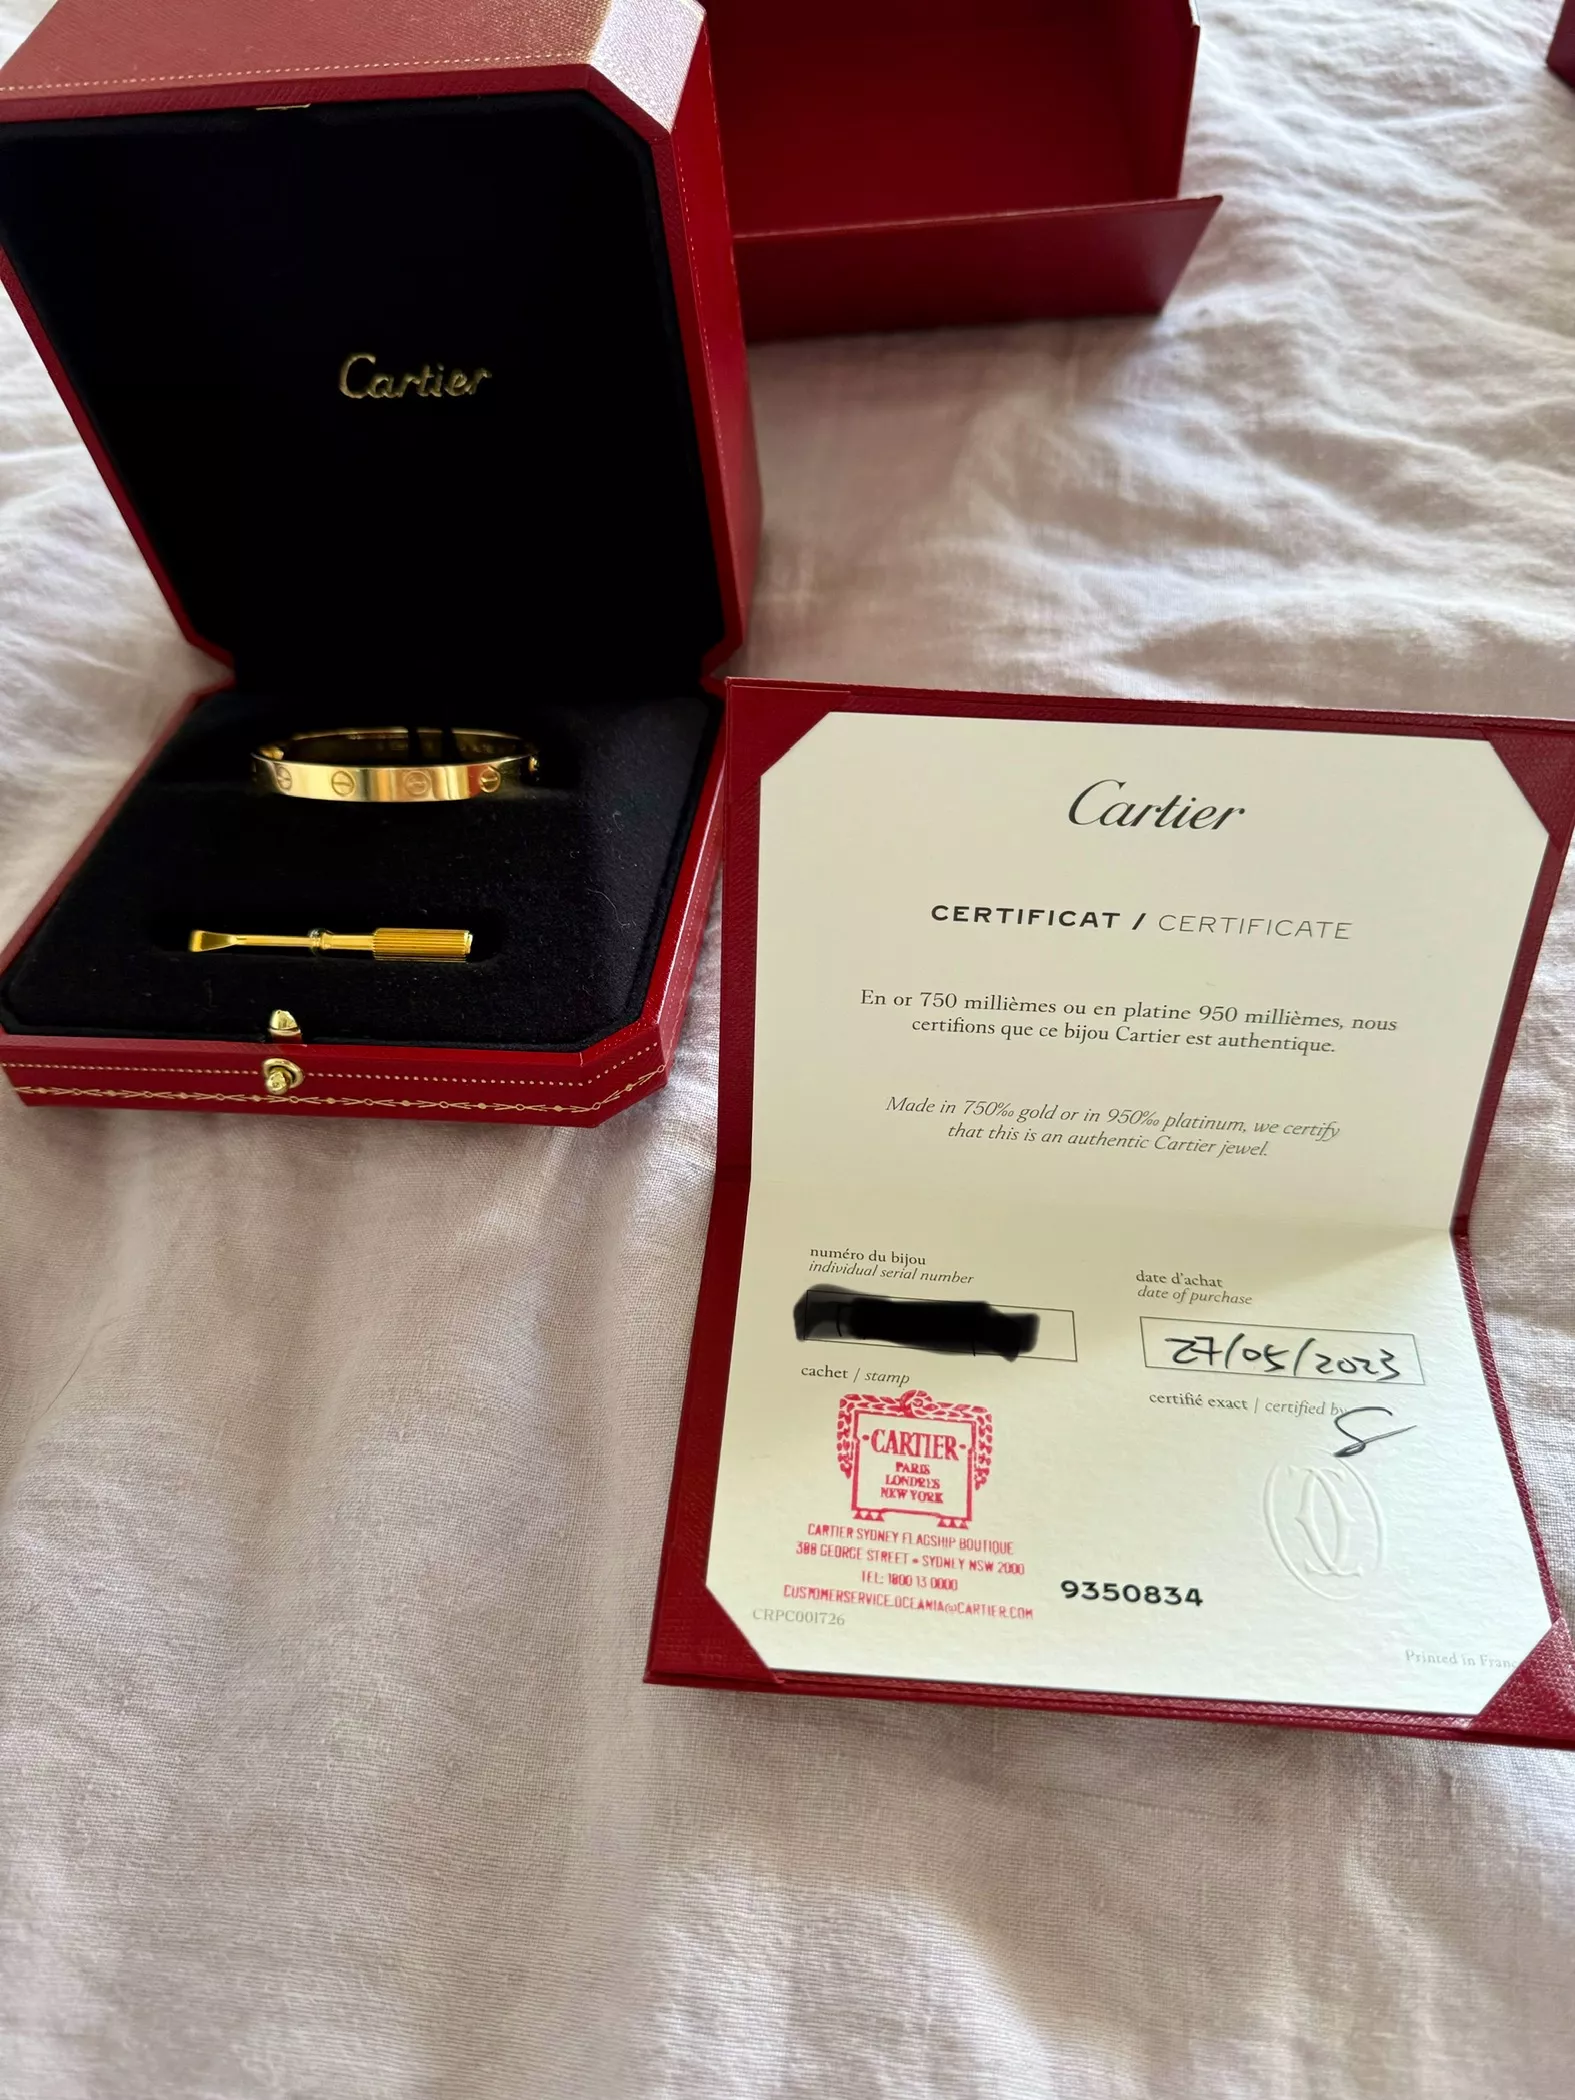 Cartier
Cartier
CERTIFICAT / CERTIFICATE
En or 750 millièmes ou en platine 950 millièmes, nous
certifions que ce bijou Cartier est authentique.
Made in 750‰ gold or in 950‰ platinum, we certify
that this is an authentic Cartier jewel.
numéro du bijou
individual serial number
date d'achat
date of purchase
27/05/2023
cachet / stamp
certifié exact / certified by
CARTIER
PARIS
LONDRES
NEW YORK
CARTIER SYDNEY FLAGSHIP BOUTIQUE
388 GEORGE STREET • SYDNEY NSW 2000
TEL: 1800 13 0000
CUSTOMERSERVICE.OCEANIA@CARTIER.COM
9350834
CRPC001726
Printed in Franc